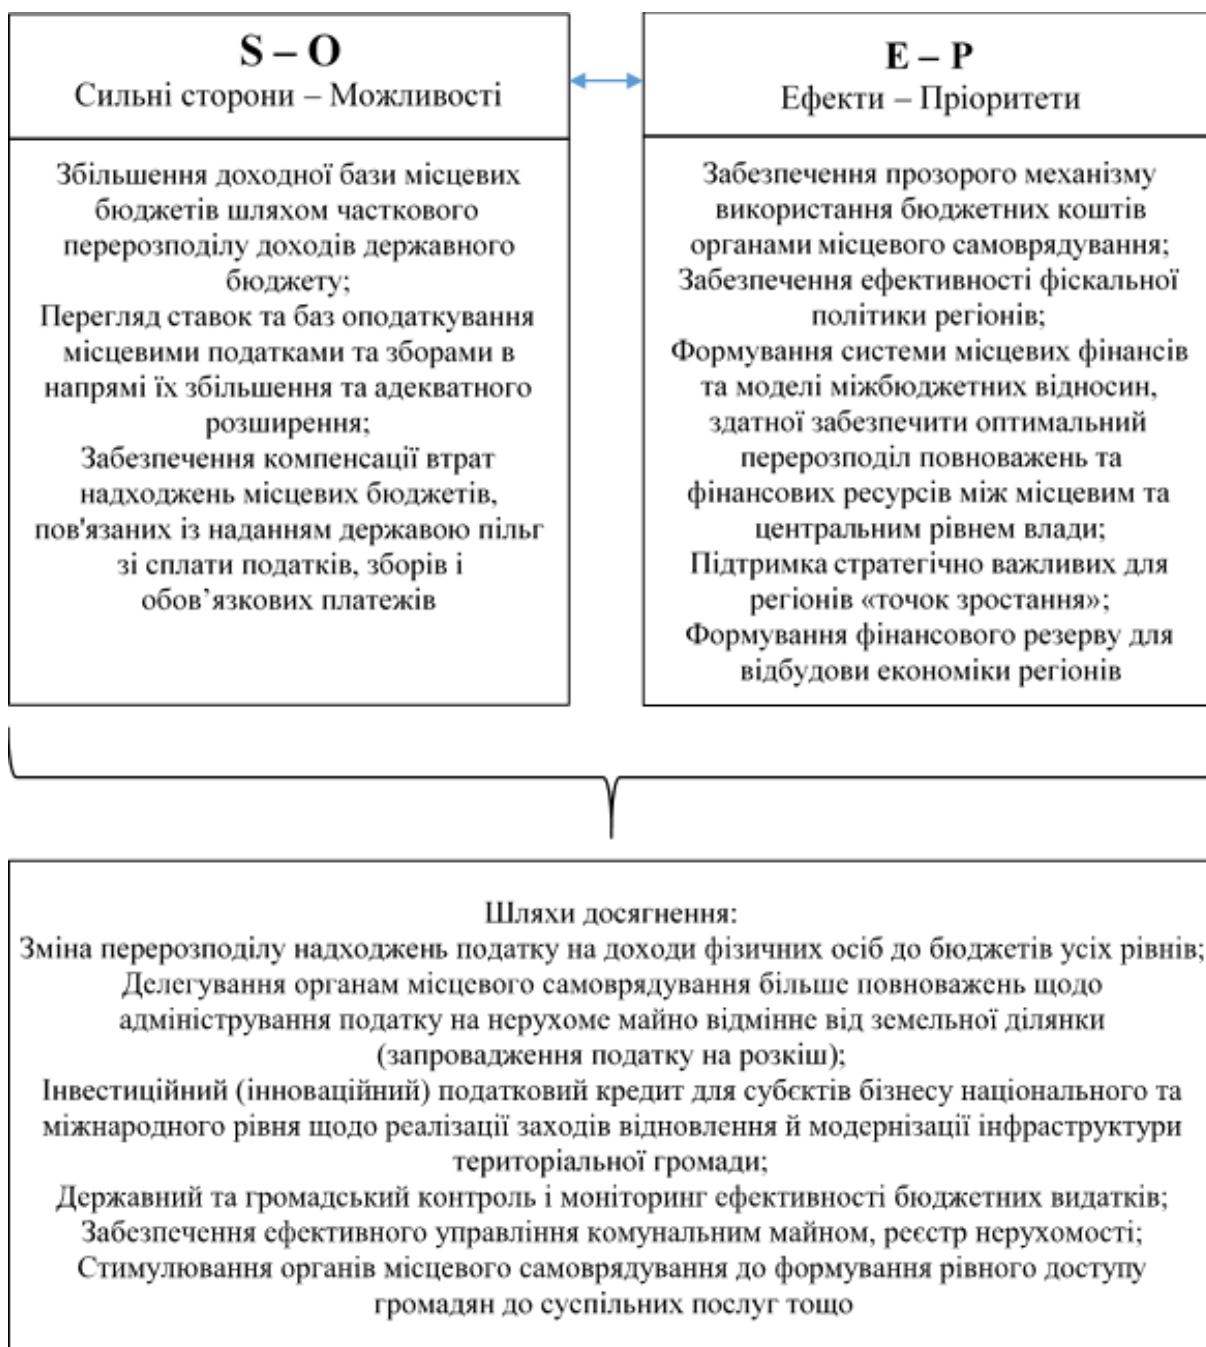 S – O
Сильні сторони – Можливості
Збільшення доходної бази місцевих
бюджетів шляхом часткового
перерозподілу доходів державного
бюджету;
Перегляд ставок та баз оподаткування
місцевими податками та зборами в
напрямі їх збільшення та адекватного
розширення;
Забезпечення компенсації втрат
надходжень місцевих бюджетів,
пов'язаних із наданням державою пільг
зі сплати податків, зборів і
обов’язкових платежів
E – P
Ефекти – Пріоритети
Забезпечення прозорого механізму
використання бюджетних коштів
органами місцевого самоврядування;
Забезпечення ефективності фіскальної
політики регіонів;
Формування системи місцевих фінансів
та моделі міжбюджетних відносин,
здатної забезпечити оптимальний
перерозподіл повноважень та
фінансових ресурсів між місцевим та
центральним рівнем влади;
Підтримка стратегічно важливих для
регіонів «точок зростання»;
Формування фінансового резерву для
відбудови економіки регіонів
Шляхи досягнення:
Зміна перерозподілу надходжень податку на доходи фізичних осіб до бюджетів усіх рівнів;
Делегування органам місцевого самоврядування більше повноважень щодо
адміністрування податку на нерухоме майно відмінне від земельної ділянки
(запровадження податку на розкіш);
Інвестиційний (інноваційний) податковий кредит для субєктів бізнесу національного та
міжнародного рівня щодо реалізації заходів відновлення й модернізації інфраструктури
територіальної громади;
Державний та громадський контроль і моніторинг ефективності бюджетних видатків;
Забезпечення ефективного управління комунальним майном, реєстр нерухомості;
Стимулювання органів місцевого самоврядування до формування рівного доступу
громадян до суспільних послуг тощо